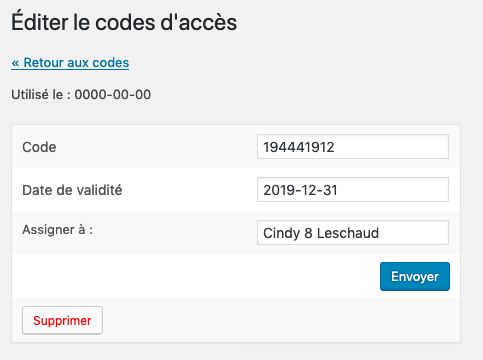 Éditer le codes d'accès
« Retour aux codes
Utilisé le : 0000-00-00
Code 194441912
Date de validité 2019-12-31
Assigner à : Cindy 8 Leschaud
Envoyer
Supprimer